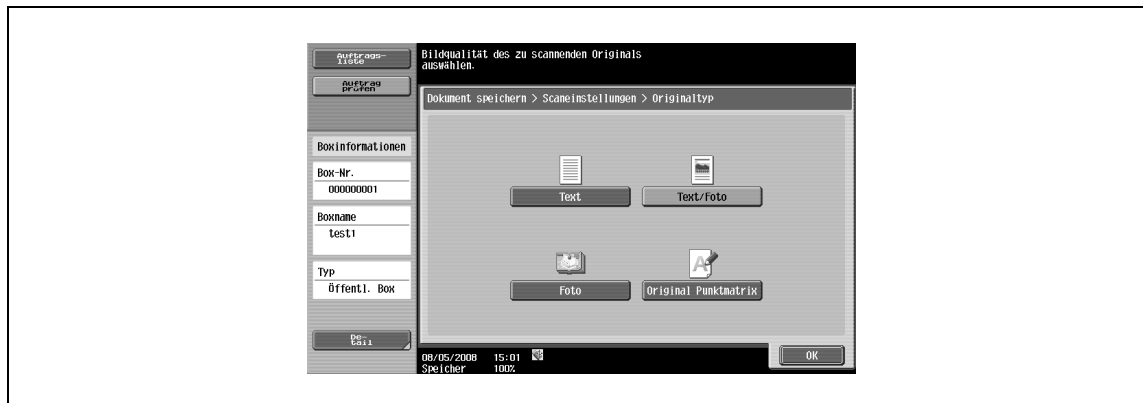 Auftrags-
liste
Auftrag
prüfen
Bildqualität des zu scannenden Originals
auswählen.
Dokument speichern > Scaneinstellungen > Originaltyp
Boxinformationen
Box-Nr.
000000001
Boxname
test1
Typ
Öffentl. Box
De-
tail
Text
Text/Foto
Foto
Original Punktmatrix
08/05/2008 15:01
Speicher 100%
OK